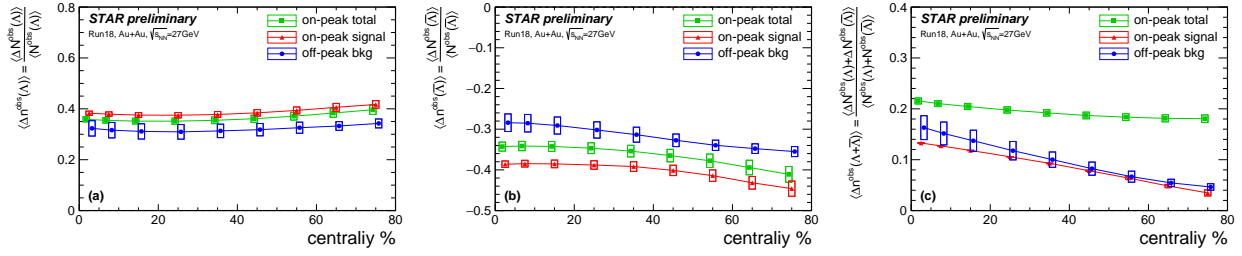 ⟨Δn^obs(Λ)⟩ = ⟨ΔN^obs(Λ)⟩ / ⟨N^obs(Λ)⟩
0.8
0.6
0.4
0.2
0
0 20 40 60 80
STAR preliminary
Run18, Au+Au, √s_NN=27GeV
on-peak total
on-peak signal
off-peak bkg
(a)
centraliy %
⟨Δn^obs(Λ̅)⟩ = ⟨ΔN^obs(Λ̅)⟩ / ⟨N^obs(Λ̅)⟩
0
−0.1
−0.2
−0.3
−0.4
−0.5
0 20 40 60 80
STAR preliminary
Run18, Au+Au, √s_NN=27GeV
on-peak total
on-peak signal
off-peak bkg
(b)
centraliy %
⟨Δn^obs(Λ+Λ̅)⟩ = ⟨ΔN^obs(Λ)+ΔN^obs(Λ̅)⟩ / ⟨N^obs(Λ)+N^obs(Λ̅)⟩
0.4
0.3
0.2
0.1
0
0 20 40 60 80
STAR preliminary
Run18, Au+Au, √s_NN=27GeV
on-peak total
on-peak signal
off-peak bkg
(c)
centraliy %